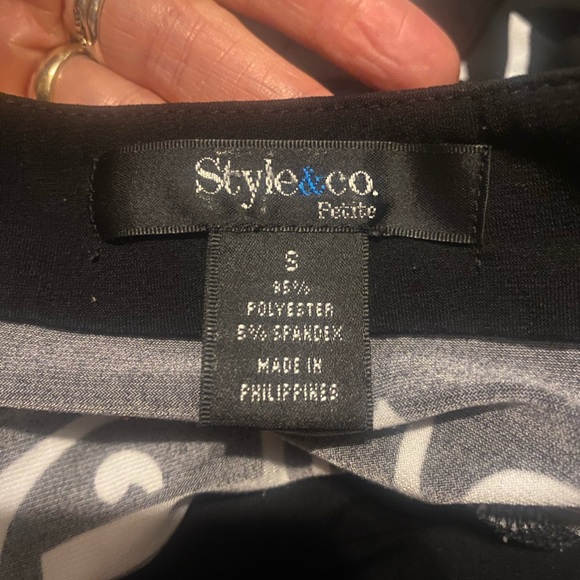 Style&co.
Petite
S
95%
POLYESTER
5% SPANDEX
MADE IN
PHILIPPINES